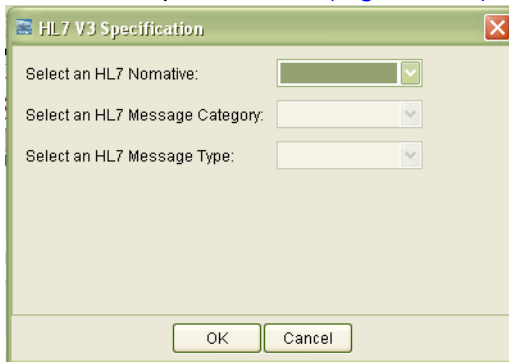 HL7 V3 Specification
Select an HL7 Nomative:
Select an HL7 Message Category:
Select an HL7 Message Type:
OK Cancel